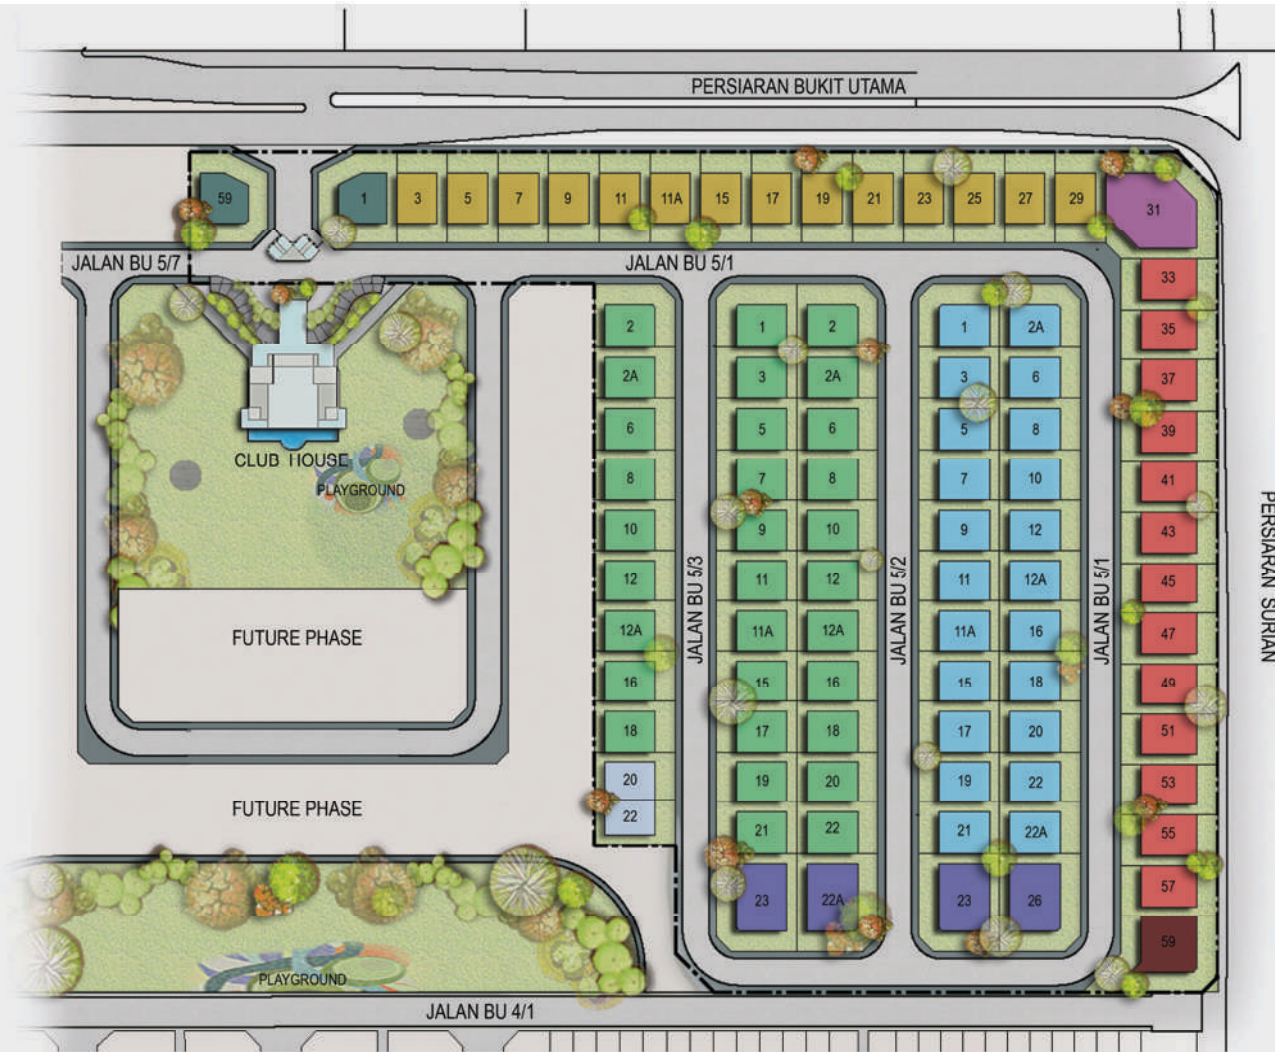 PERSIARAN BUKIT UTAMA
59 1 3 5 7 9 11 11A 15 17 19 21 23 25 27 29 31
JALAN BU 5/7
JALAN BU 5/1
33
2 1 2 1 2A 35
2A 3 2A 3 6 37
6 5 6 5 8 39
CLUB HOUSE
8 7 8 7 10 41
PLAYGROUND
10 9 10 9 12 43
12 11 12 11 12A 45
JALAN BU 5/3
JALAN BU 5/2
JALAN BU 5/1
PERSIARAN SURIAN
12A 11A 12A 11A 16 47
FUTURE PHASE
16 15 16 15 18 49
18 17 18 17 20 51
20 19 20 19 22 53
FUTURE PHASE
22 21 22 21 22A 55
57
23 22A 23 26
59
PLAYGROUND
JALAN BU 4/1